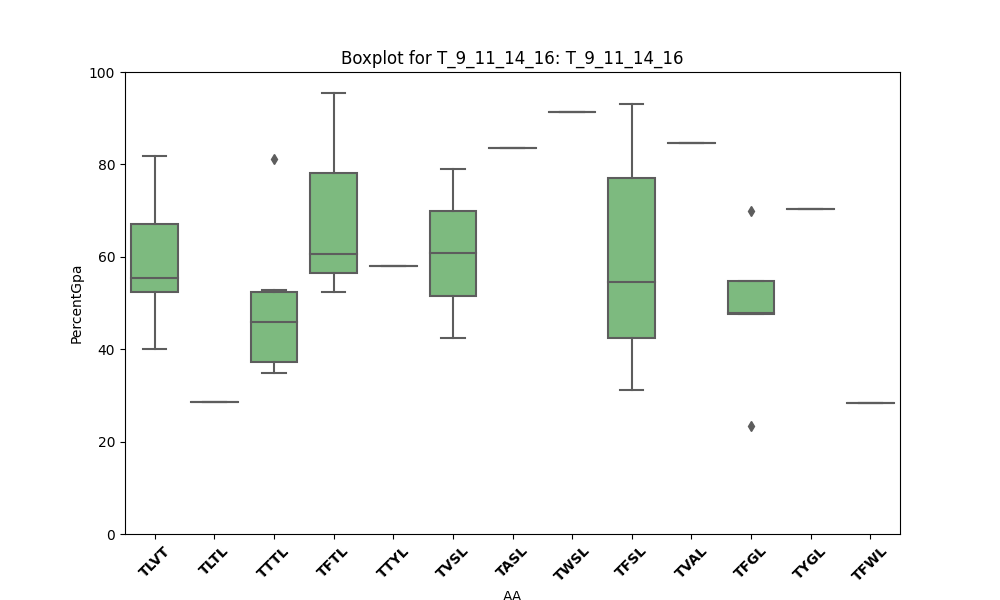 Boxplot for T_9_11_14_16: T_9_11_14_16
100
80
60
40
20
0
PercentGpa
TLVT TLTL TTTL TFTL TTYL TVSL TASL TWSL TFSL TVAL TFGL TYGL TFWL
AA